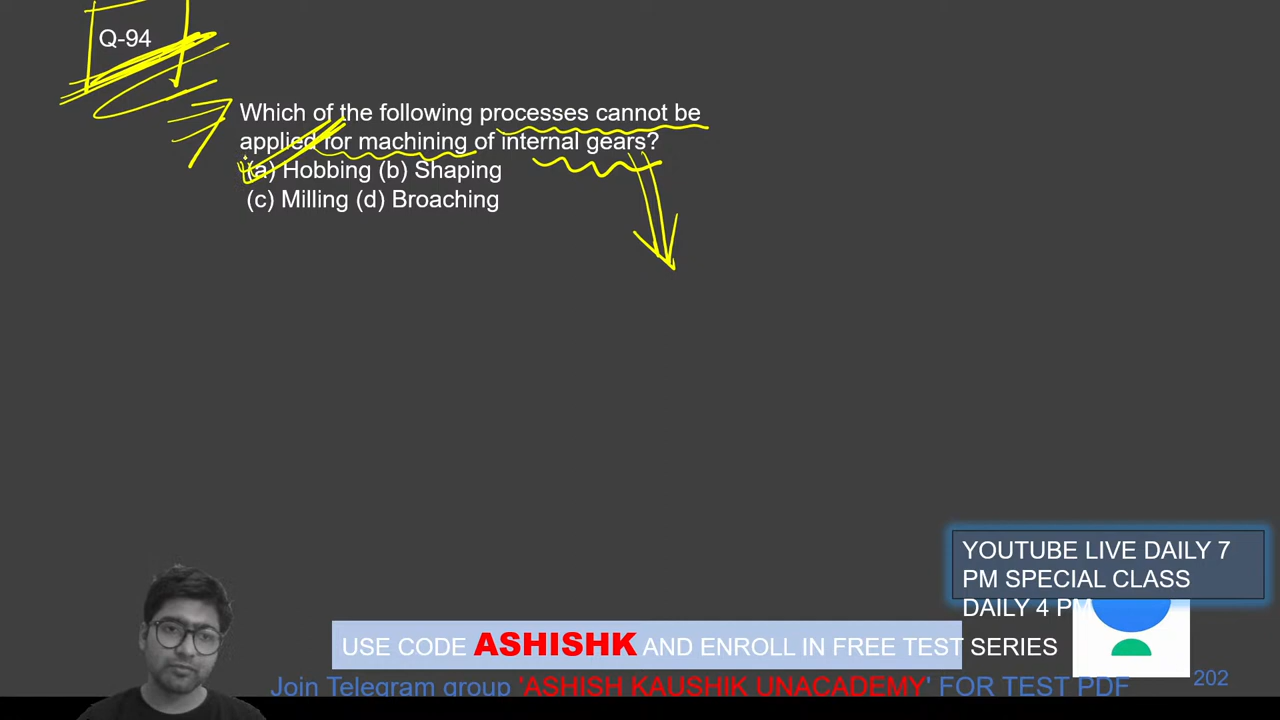 Q-94
Which of the following processes cannot be
applied for machining of internal gears?
(a) Hobbing (b) Shaping
(c) Milling (d) Broaching
YOUTUBE LIVE DAILY 7
PM SPECIAL CLASS
DAILY 4 PM
USE CODE ASHISHK AND ENROLL IN FREE TEST SERIES
Join Telegram group 'ASHISH KAUSHIK UNACADEMY' FOR TEST PDF
202